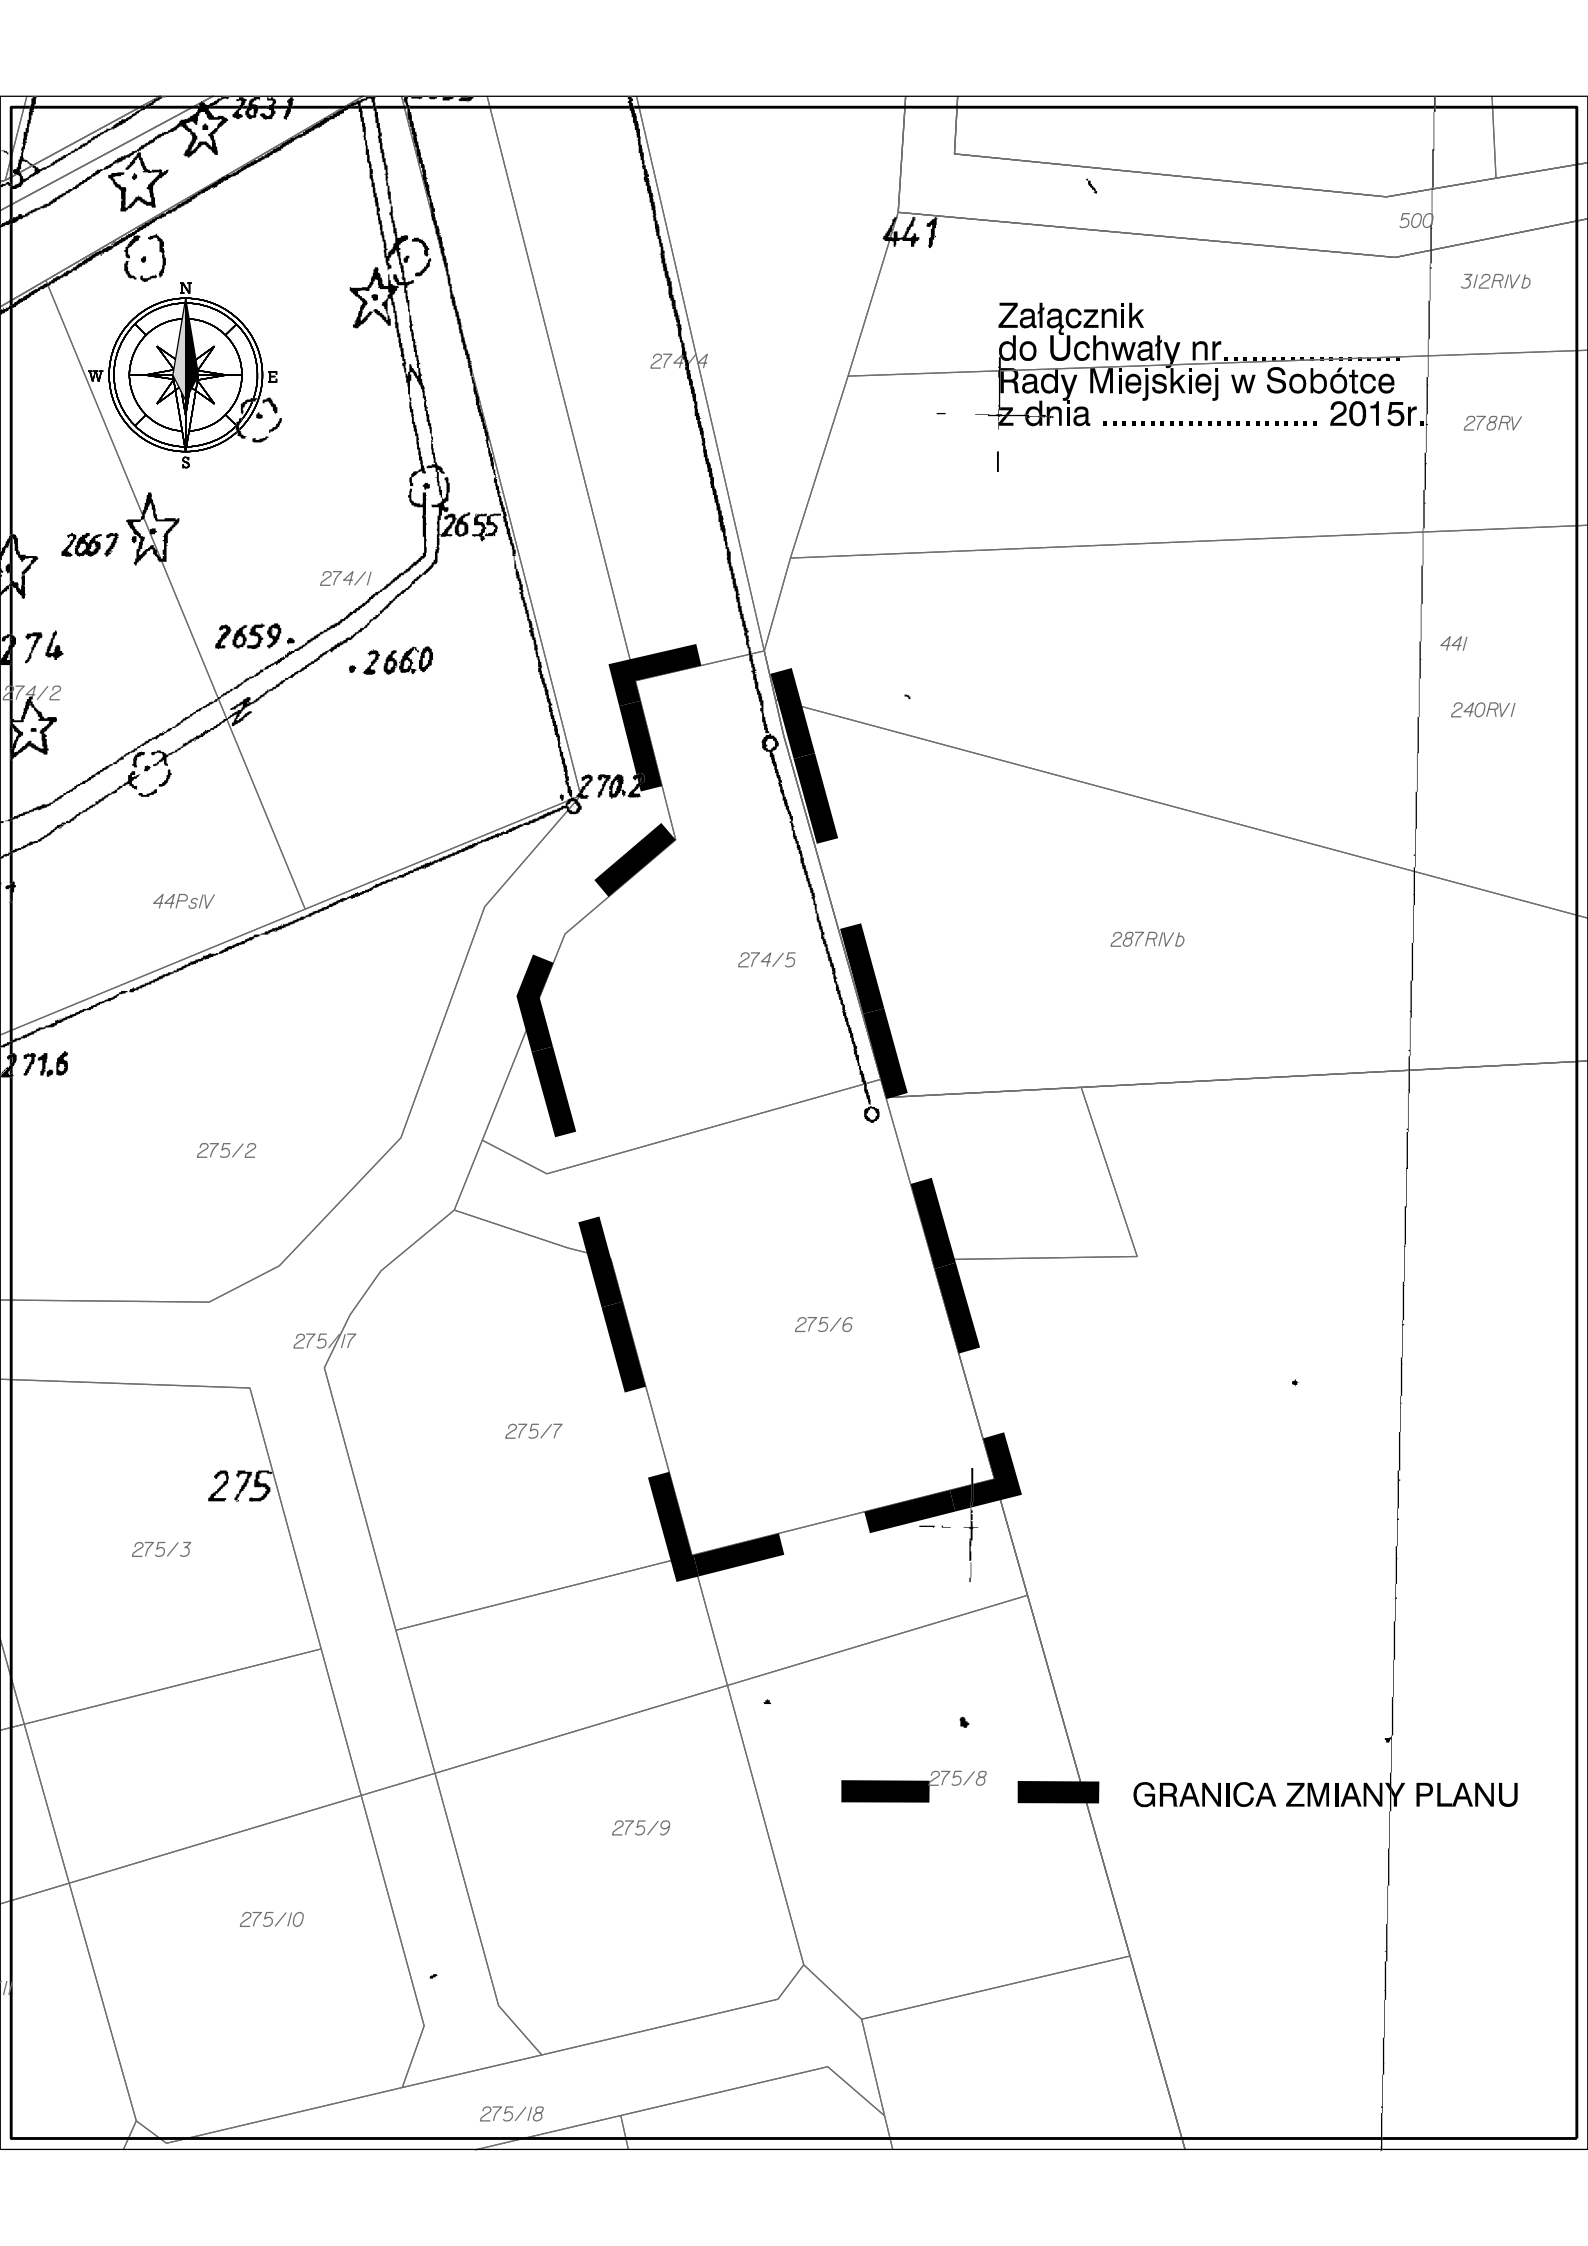 2631
441
500
312RIVb
N
W
E
S
Załącznik
do Uchwały nr......................
Rady Miejskiej w Sobótce
z dnia ....................... 2015r.
274/4
278RV
2655
2667
274/1
2659
2660
274
274/2
441
240RVI
270.2
44PsIV
274/5
287RIVb
271.6
275/2
275/6
275/17
275/7
275
275/3
275/8
GRANICA ZMIANY PLANU
275/9
275/10
275/18